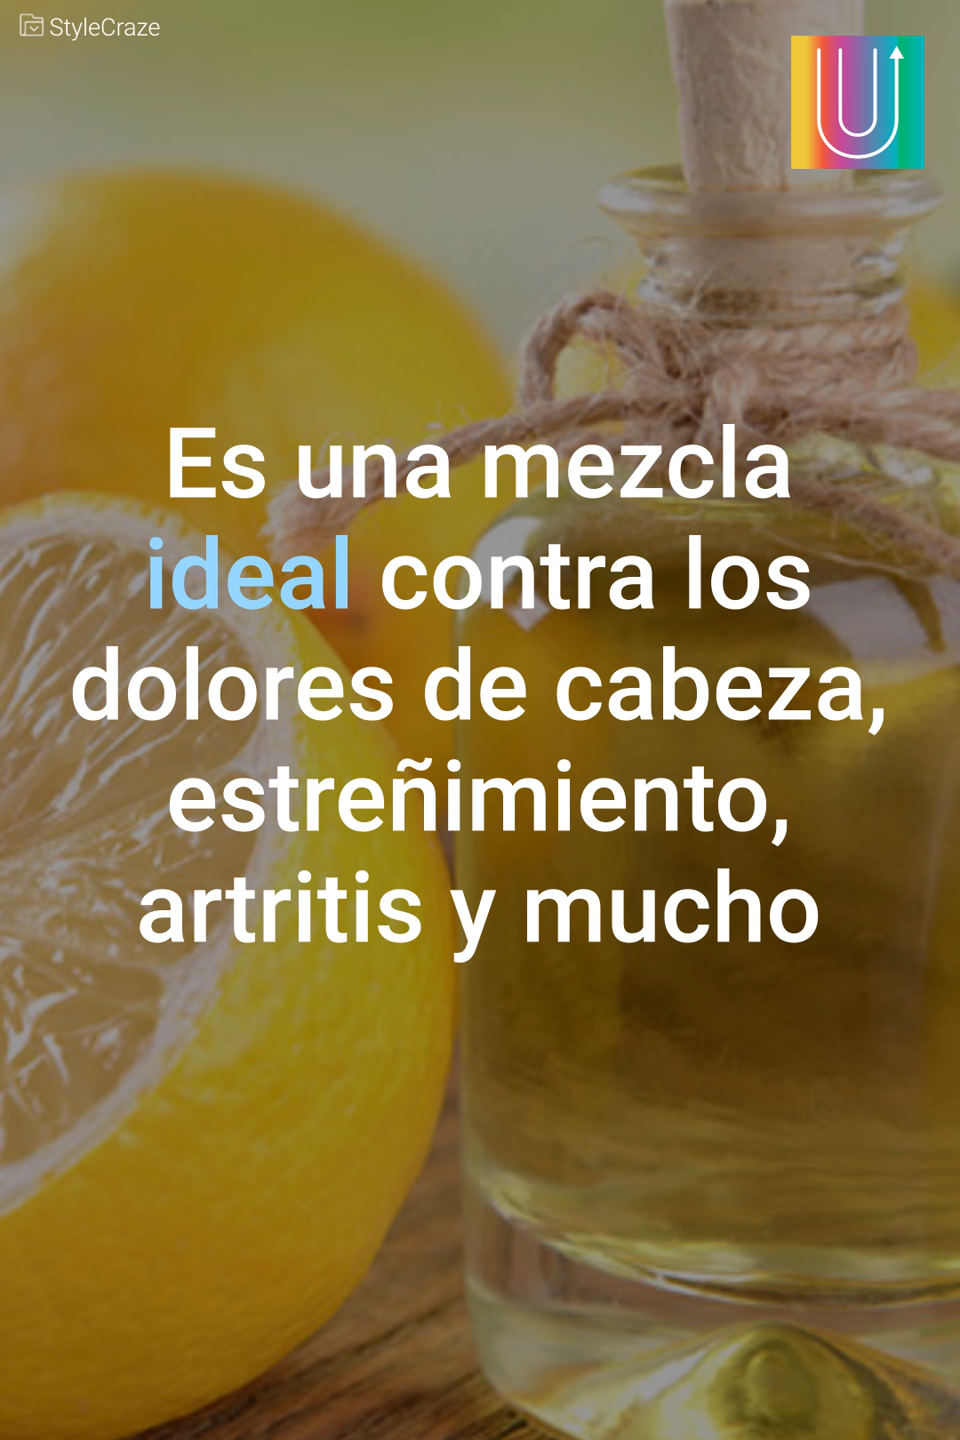 StyleCraze
Es una mezcla
ideal contra los
dolores de cabeza,
estreñimiento,
artritis y mucho